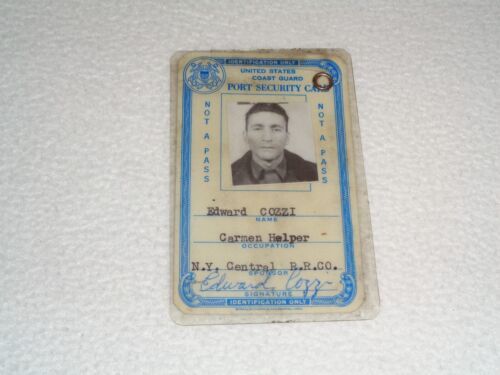 IDENTIFICATION ONLY
UNITED STATES
COAST GUARD
PORT SECURITY CARD
NOT A PASS
NOT A PASS
Edward COZZI
NAME
Carmen Helper
OCCUPATION
N.Y. Central R.R.CO.
SPONSOR
Edward Cozzi
SIGNATURE
IDENTIFICATION ONLY